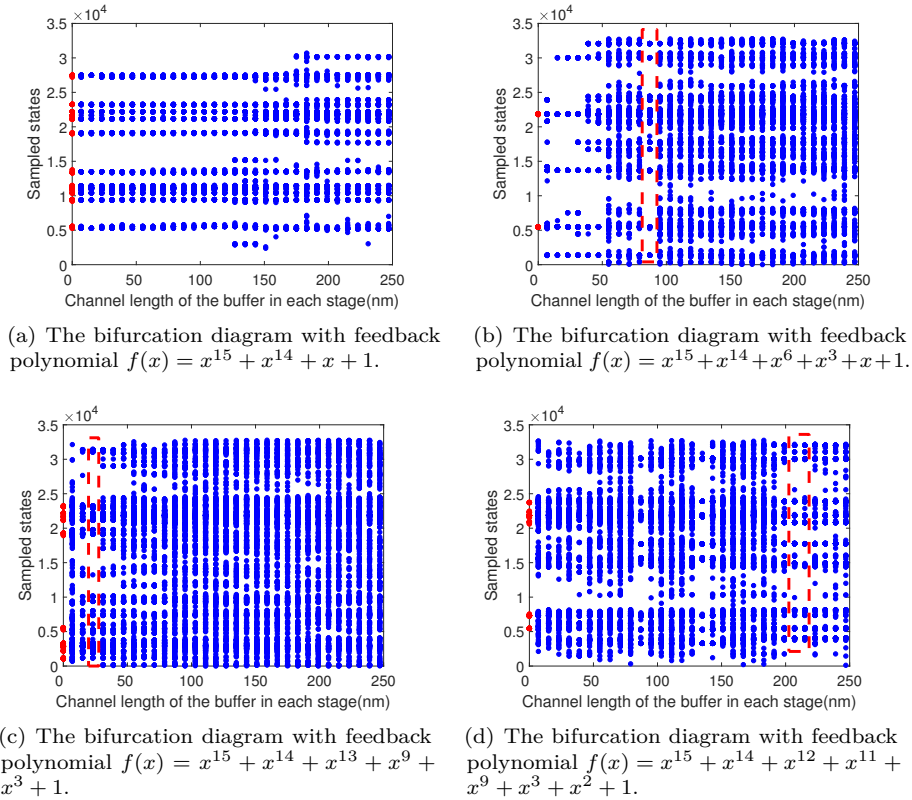 ×10⁴
3.5
3
2.5
2
1.5
1
0.5
0
Sampled states
0 50 100 150 200 250
Channel length of the buffer in each stage(nm)
(a) The bifurcation diagram with feedback
polynomial f(x) = x¹⁵ + x¹⁴ + x + 1.
×10⁴
3.5
3
2.5
2
1.5
1
0.5
0
Sampled states
0 50 100 150 200 250
Channel length of the buffer in each stage(nm)
(b) The bifurcation diagram with feedback
polynomial f(x) = x¹⁵+x¹⁴+x⁶+x³+x+1.
×10⁴
3.5
3
2.5
2
1.5
1
0.5
0
Sampled states
0 50 100 150 200 250
Channel length of the buffer in each stage(nm)
(c) The bifurcation diagram with feedback
polynomial f(x) = x¹⁵ + x¹⁴ + x¹³ + x⁹ +
x³ + 1.
×10⁴
3.5
3
2.5
2
1.5
1
0.5
0
Sampled states
0 50 100 150 200 250
Channel length of the buffer in each stage(nm)
(d) The bifurcation diagram with feedback
polynomial f(x) = x¹⁵ + x¹⁴ + x¹² + x¹¹ +
x⁹ + x³ + x² + 1.